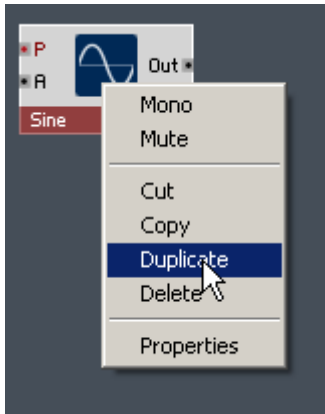 P
Out
A
Sine
Mono
Mute
Cut
Copy
Duplicate
Delete
Properties